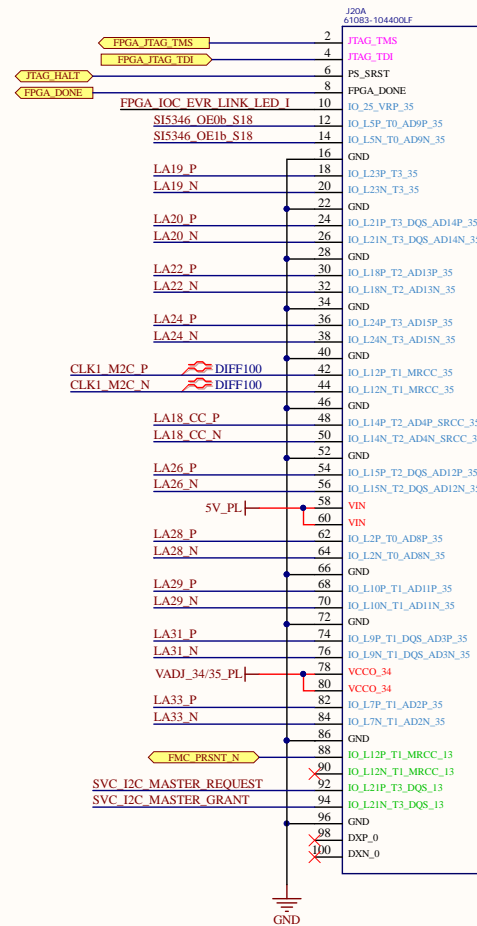 J20A
61083-104400LF
FPGA_JTAG_TMS 2 JTAG_TMS
FPGA_JTAG_TDI 4 JTAG_TDI
JTAG_HALT 6 PS_SRST
FPGA_DONE 8 FPGA_DONE
FPGA_IOC_EVR_LINK_LED_I 10 IO_25_VRP_35
SI5346_OE0b_S18 12 IO_L5P_T0_AD9P_35
SI5346_OE1b_S18 14 IO_L5N_T0_AD9N_35
16 GND
LA19_P 18 IO_L23P_T3_35
LA19_N 20 IO_L23N_T3_35
22 GND
LA20_P 24 IO_L21P_T3_DQS_AD14P_35
LA20_N 26 IO_L21N_T3_DQS_AD14N_35
28 GND
LA22_P 30 IO_L18P_T2_AD13P_35
LA22_N 32 IO_L18N_T2_AD13N_35
34 GND
LA24_P 36 IO_L24P_T3_AD15P_35
LA24_N 38 IO_L24N_T3_AD15N_35
40 GND
CLK1_M2C_P DIFF100 42 IO_L12P_T1_MRCC_35
CLK1_M2C_N DIFF100 44 IO_L12N_T1_MRCC_35
46 GND
LA18_CC_P 48 IO_L14P_T2_AD4P_SRCC_35
LA18_CC_N 50 IO_L14N_T2_AD4N_SRCC_3
52 GND
LA26_P 54 IO_L15P_T2_DQS_AD12P_35
LA26_N 56 IO_L15N_T2_DQS_AD12N_35
5V_PL 58 VIN
60 VIN
LA28_P 62 IO_L2P_T0_AD8P_35
LA28_N 64 IO_L2N_T0_AD8N_35
66 GND
LA29_P 68 IO_L10P_T1_AD11P_35
LA29_N 70 IO_L10N_T1_AD11N_35
72 GND
LA31_P 74 IO_L9P_T1_DQS_AD3P_35
LA31_N 76 IO_L9N_T1_DQS_AD3N_35
VADJ_34/35_PL 78 VCCO_34
80 VCCO_34
LA33_P 82 IO_L7P_T1_AD2P_35
LA33_N 84 IO_L7N_T1_AD2N_35
86 GND
FMC_PRSNT_N 88 IO_L12P_T1_MRCC_13
90 IO_L12N_T1_MRCC_13
SVC_I2C_MASTER_REQUEST 92 IO_L21P_T3_DQS_13
SVC_I2C_MASTER_GRANT 94 IO_L21N_T3_DQS_13
96 GND
98 DXP_0
100 DXN_0
GND